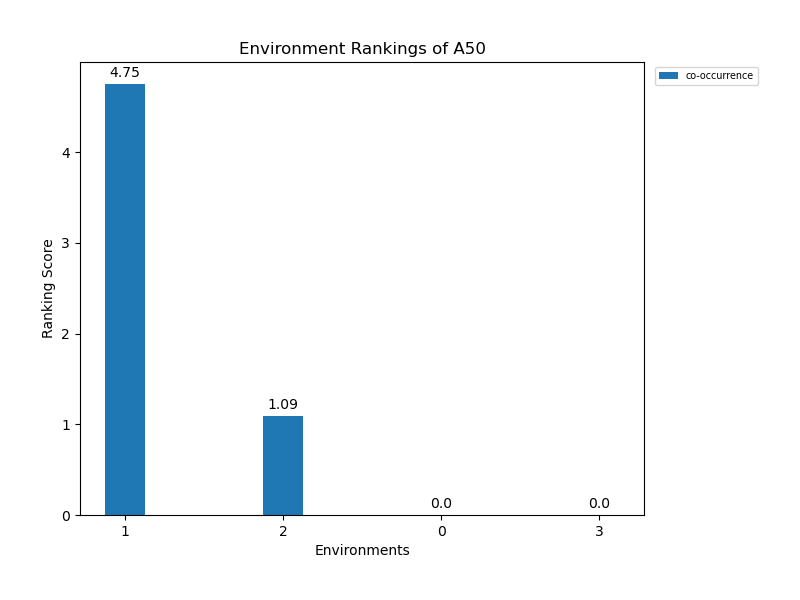 Environment Rankings of A50
4.75
co-occurrence
4
3
2
1
0
Ranking Score
1.09
0.0
0.0
1 2 0 3
Environments